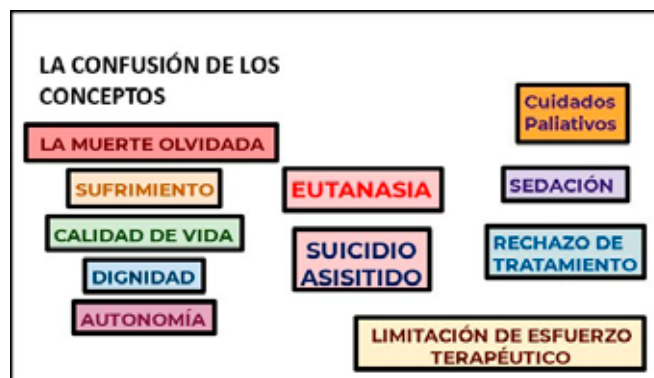 LA CONFUSIÓN DE LOS
CONCEPTOS
LA MUERTE OLVIDADA
SUFRIMIENTO
CALIDAD DE VIDA
DIGNIDAD
AUTONOMÍA
EUTANASIA
SUICIDIO
ASISITIDO
Cuidados
Paliativos
SEDACIÓN
RECHAZO DE
TRATAMIENTO
LIMITACIÓN DE ESFUERZO
TERAPÉUTICO